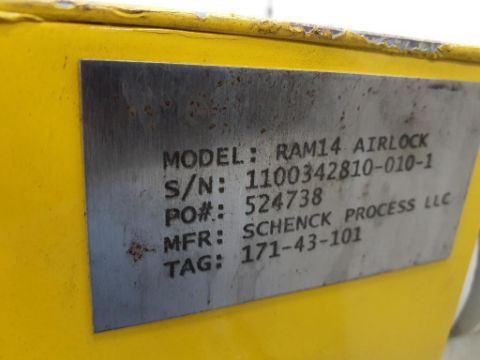 MODEL: RAM14 AIRLOCK
S/N: 1100342810-010-1
PO#: 524738
MFR: SCHENCK PROCESS LLC
TAG: 171-43-101